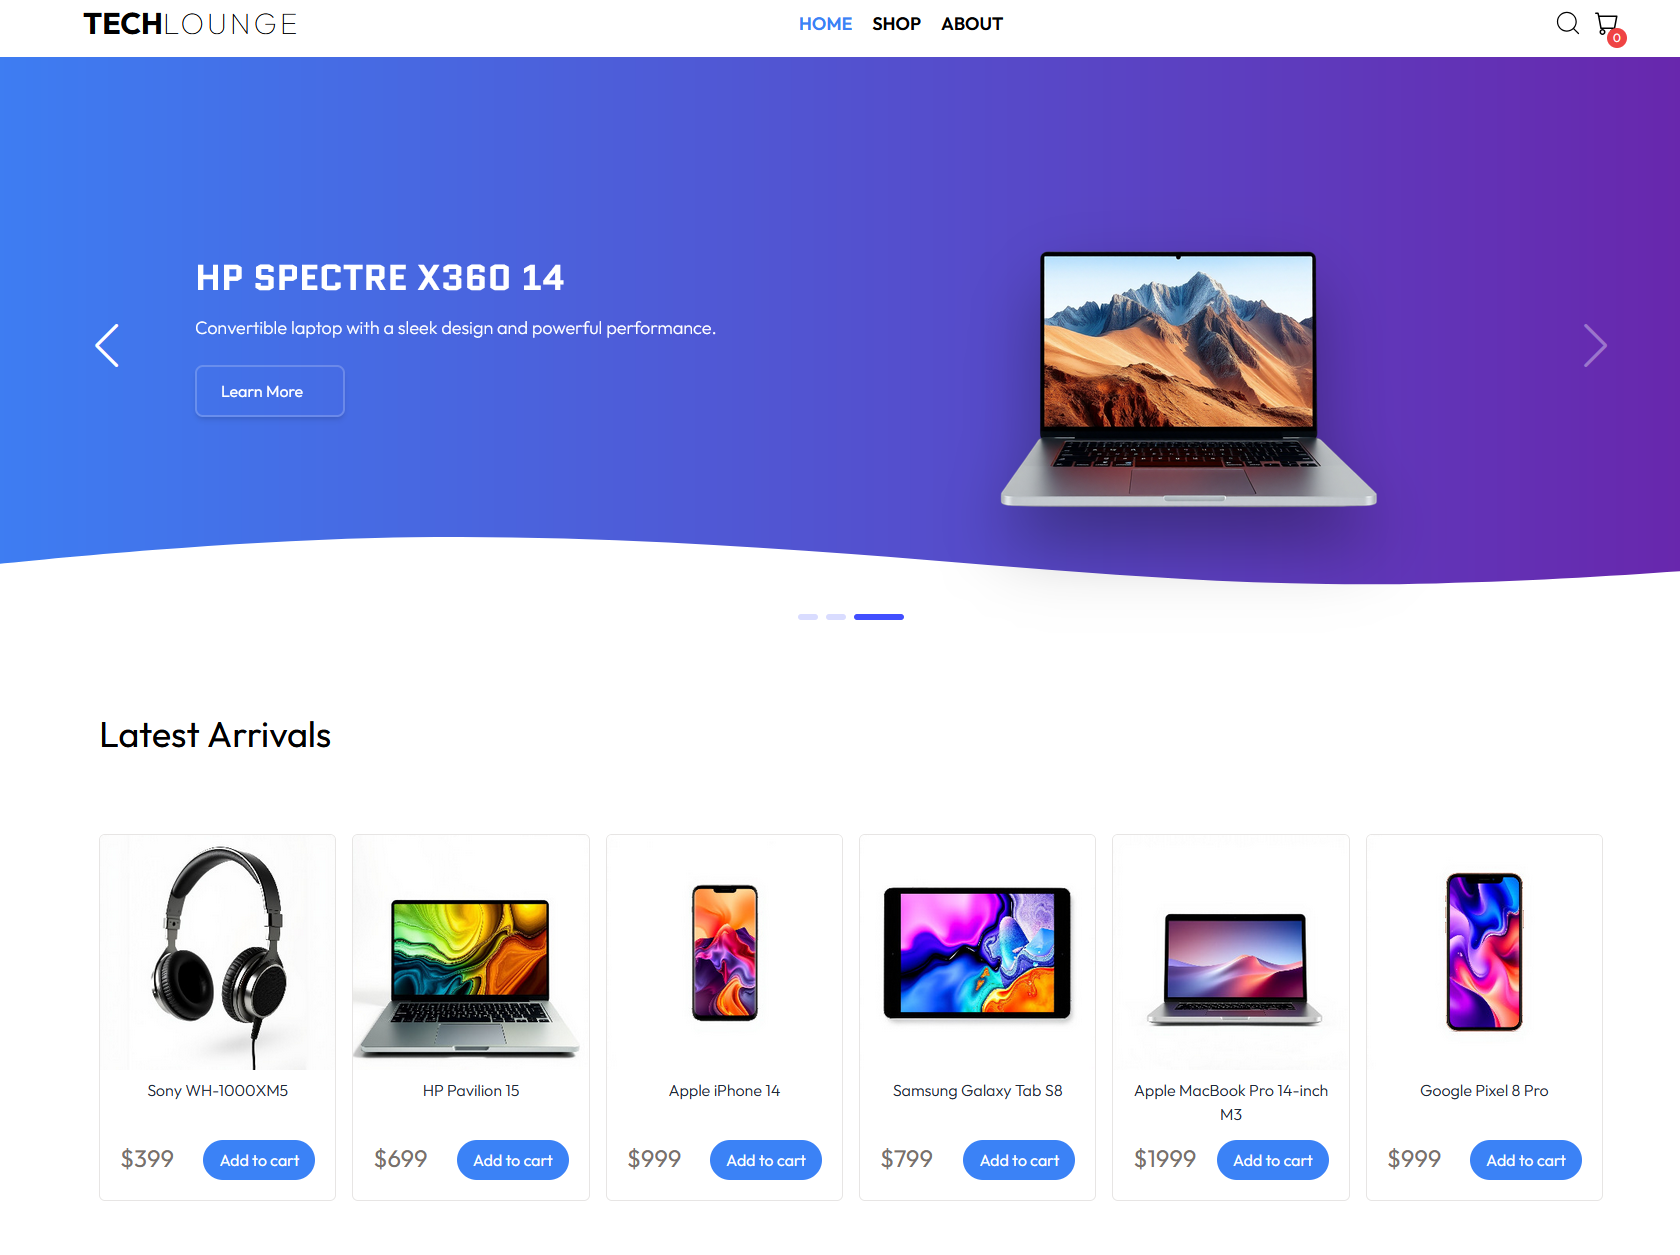 TECHLOUNGE
HOME SHOP ABOUT
0
HP SPECTRE X360 14
Convertible laptop with a sleek design and powerful performance.
Learn More
Latest Arrivals
Sony WH-1000XM5
$399 Add to cart
HP Pavilion 15
$699 Add to cart
Apple iPhone 14
$999 Add to cart
Samsung Galaxy Tab S8
$799 Add to cart
Apple MacBook Pro 14-inch
M3
$1999 Add to cart
Google Pixel 8 Pro
$999 Add to cart